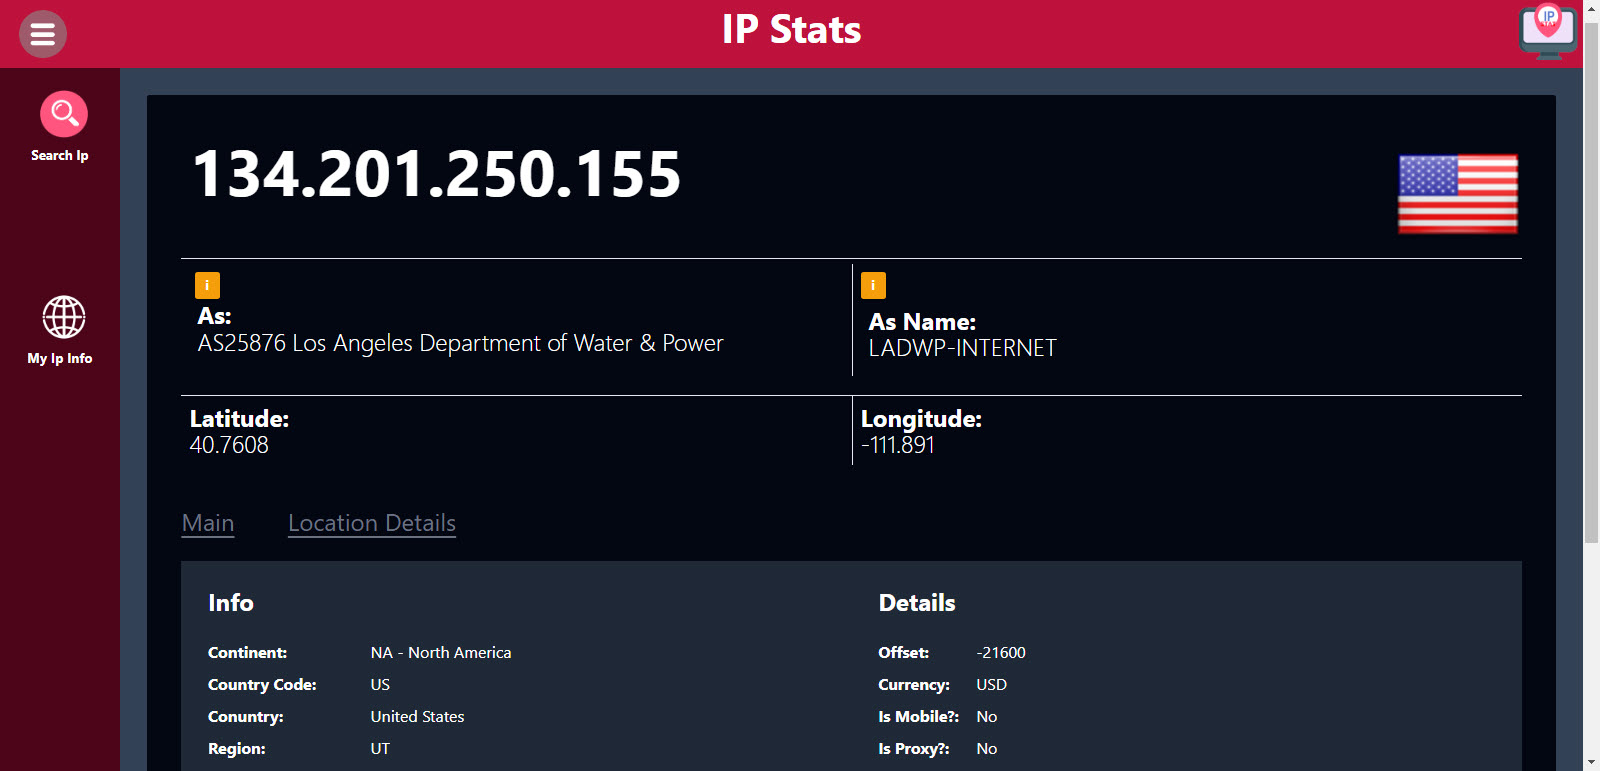 IP Stats
IP
Search Ip
My Ip Info
134.201.250.155
i
As:
AS25876 Los Angeles Department of Water & Power
i
As Name:
LADWP-INTERNET
Latitude:
40.7608
Longitude:
-111.891
Main
Location Details
Info
Continent: NA - North America
Country Code: US
Conuntry: United States
Region: UT
Details
Offset: -21600
Currency: USD
Is Mobile?: No
Is Proxy?: No